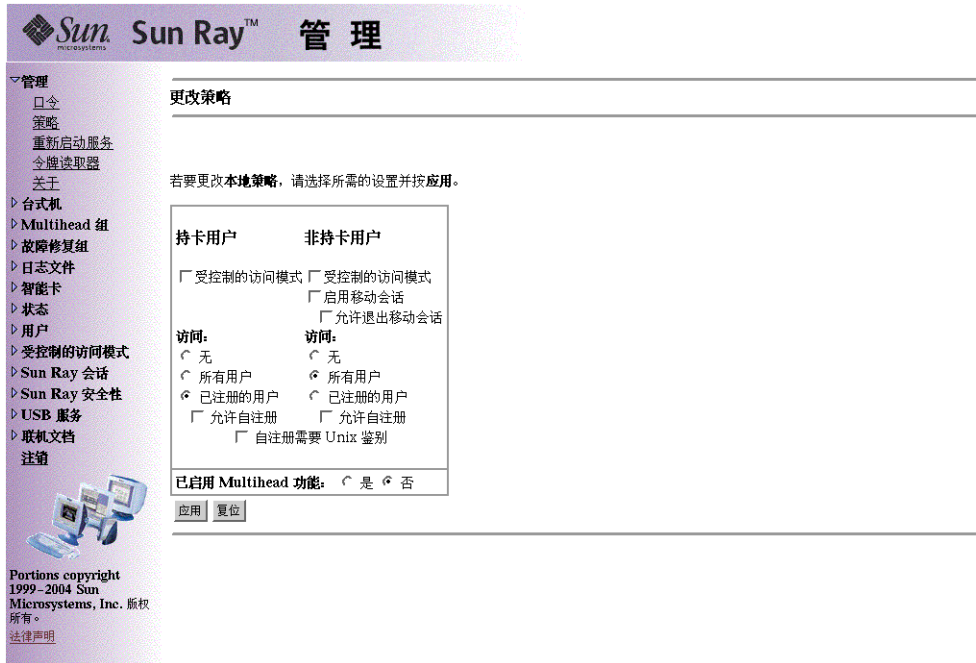 Sun microsystems Sun Ray™ 管 理
管理
口令
策略
重新启动服务
令牌读取器
关于
台式机
Multihead 组
故障修复组
日志文件
智能卡
状态
用户
受控制的访问模式
Sun Ray 会话
Sun Ray 安全性
USB 服务
联机文档
注销
Portions copyright
1999-2004 Sun
Microsystems, Inc. 版权
所有。
法律声明
更改策略
若要更改本地策略，请选择所需的设置并按应用。
持卡用户 非持卡用户
受控制的访问模式 受控制的访问模式
启用移动会话
允许退出移动会话
访问: 访问:
无 无
所有用户 所有用户
已注册的用户 已注册的用户
允许自注册 允许自注册
自注册需要 Unix 鉴别
已启用 Multihead 功能: 是 否
应用 复位